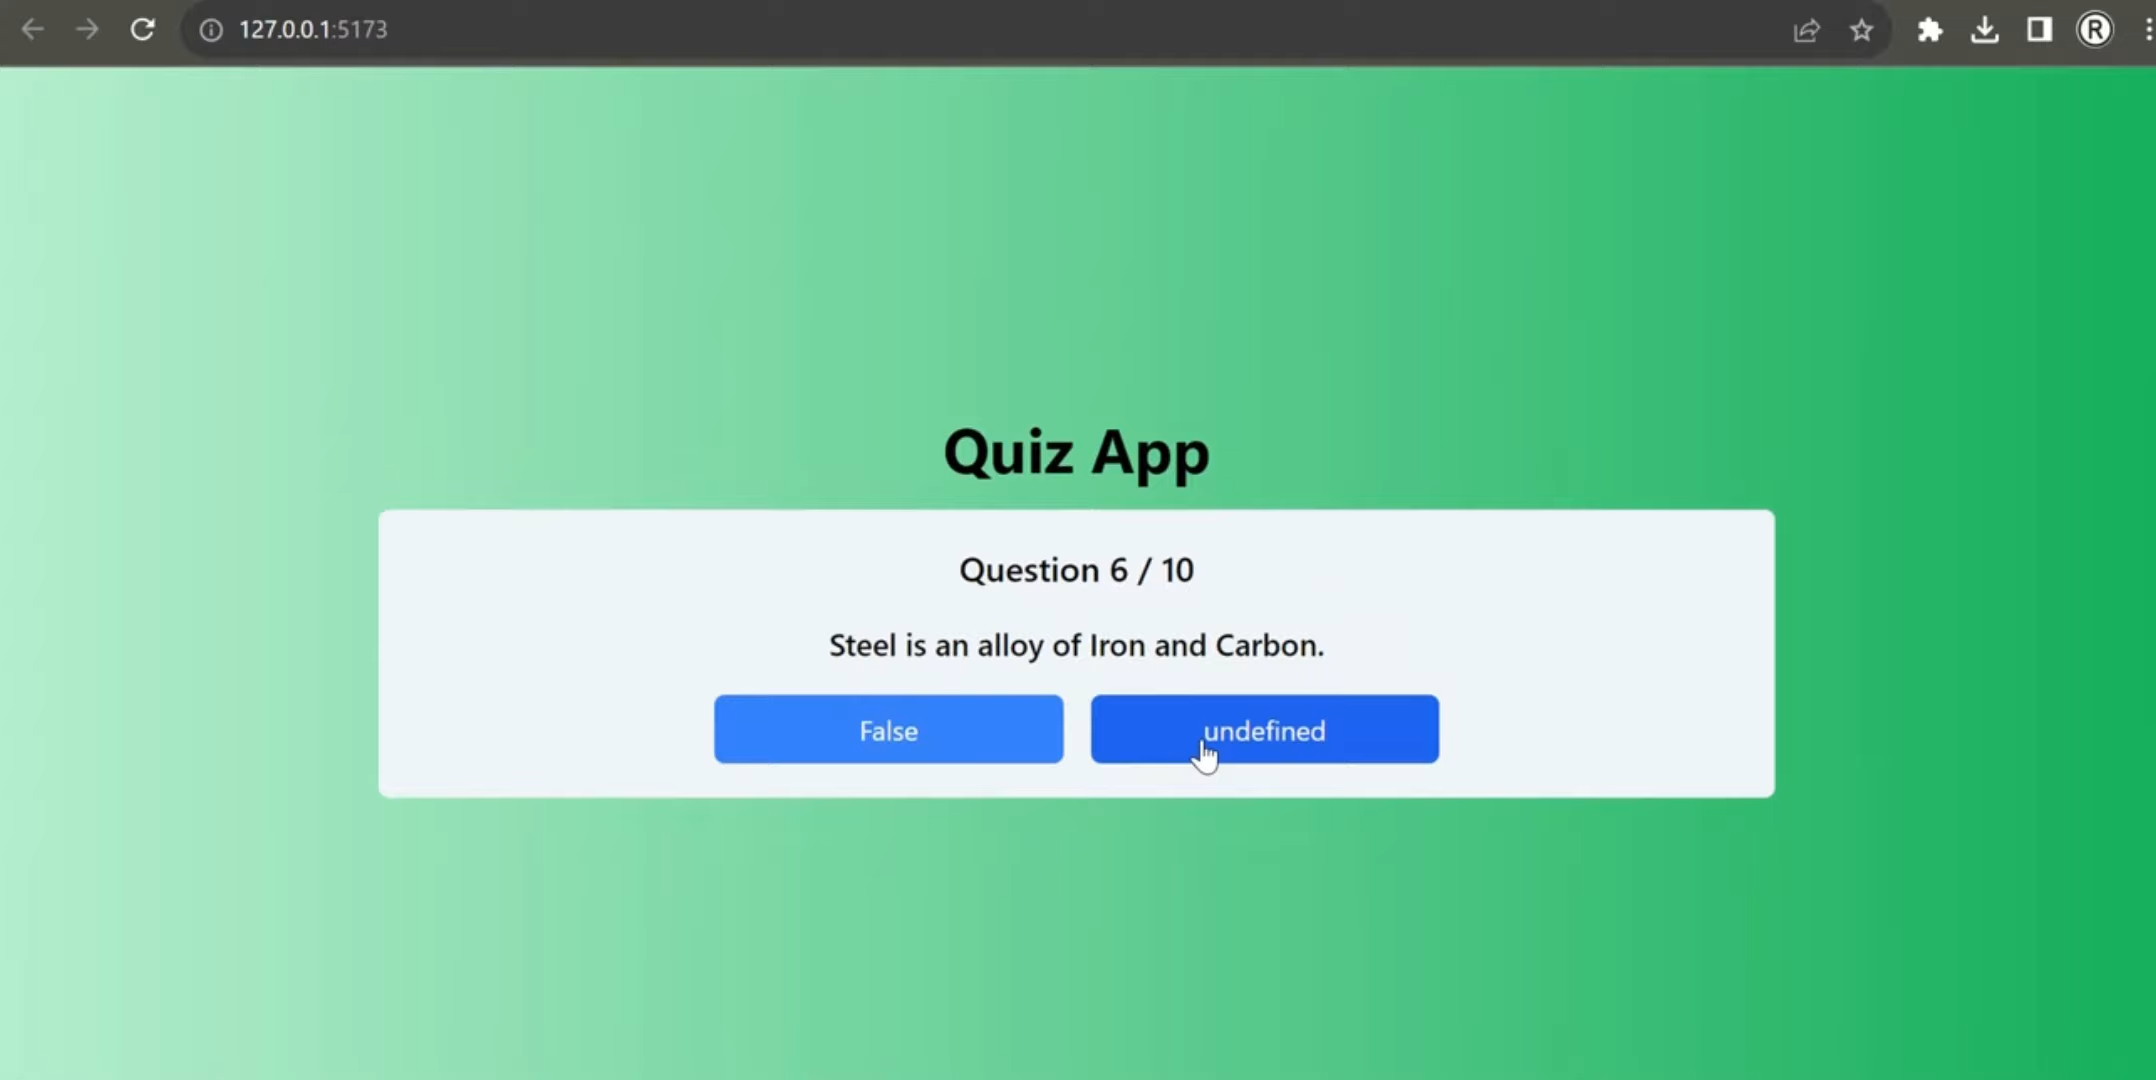 127.0.0.1:5173
R
Quiz App
Question 6 / 10
Steel is an alloy of Iron and Carbon.
False
undefined